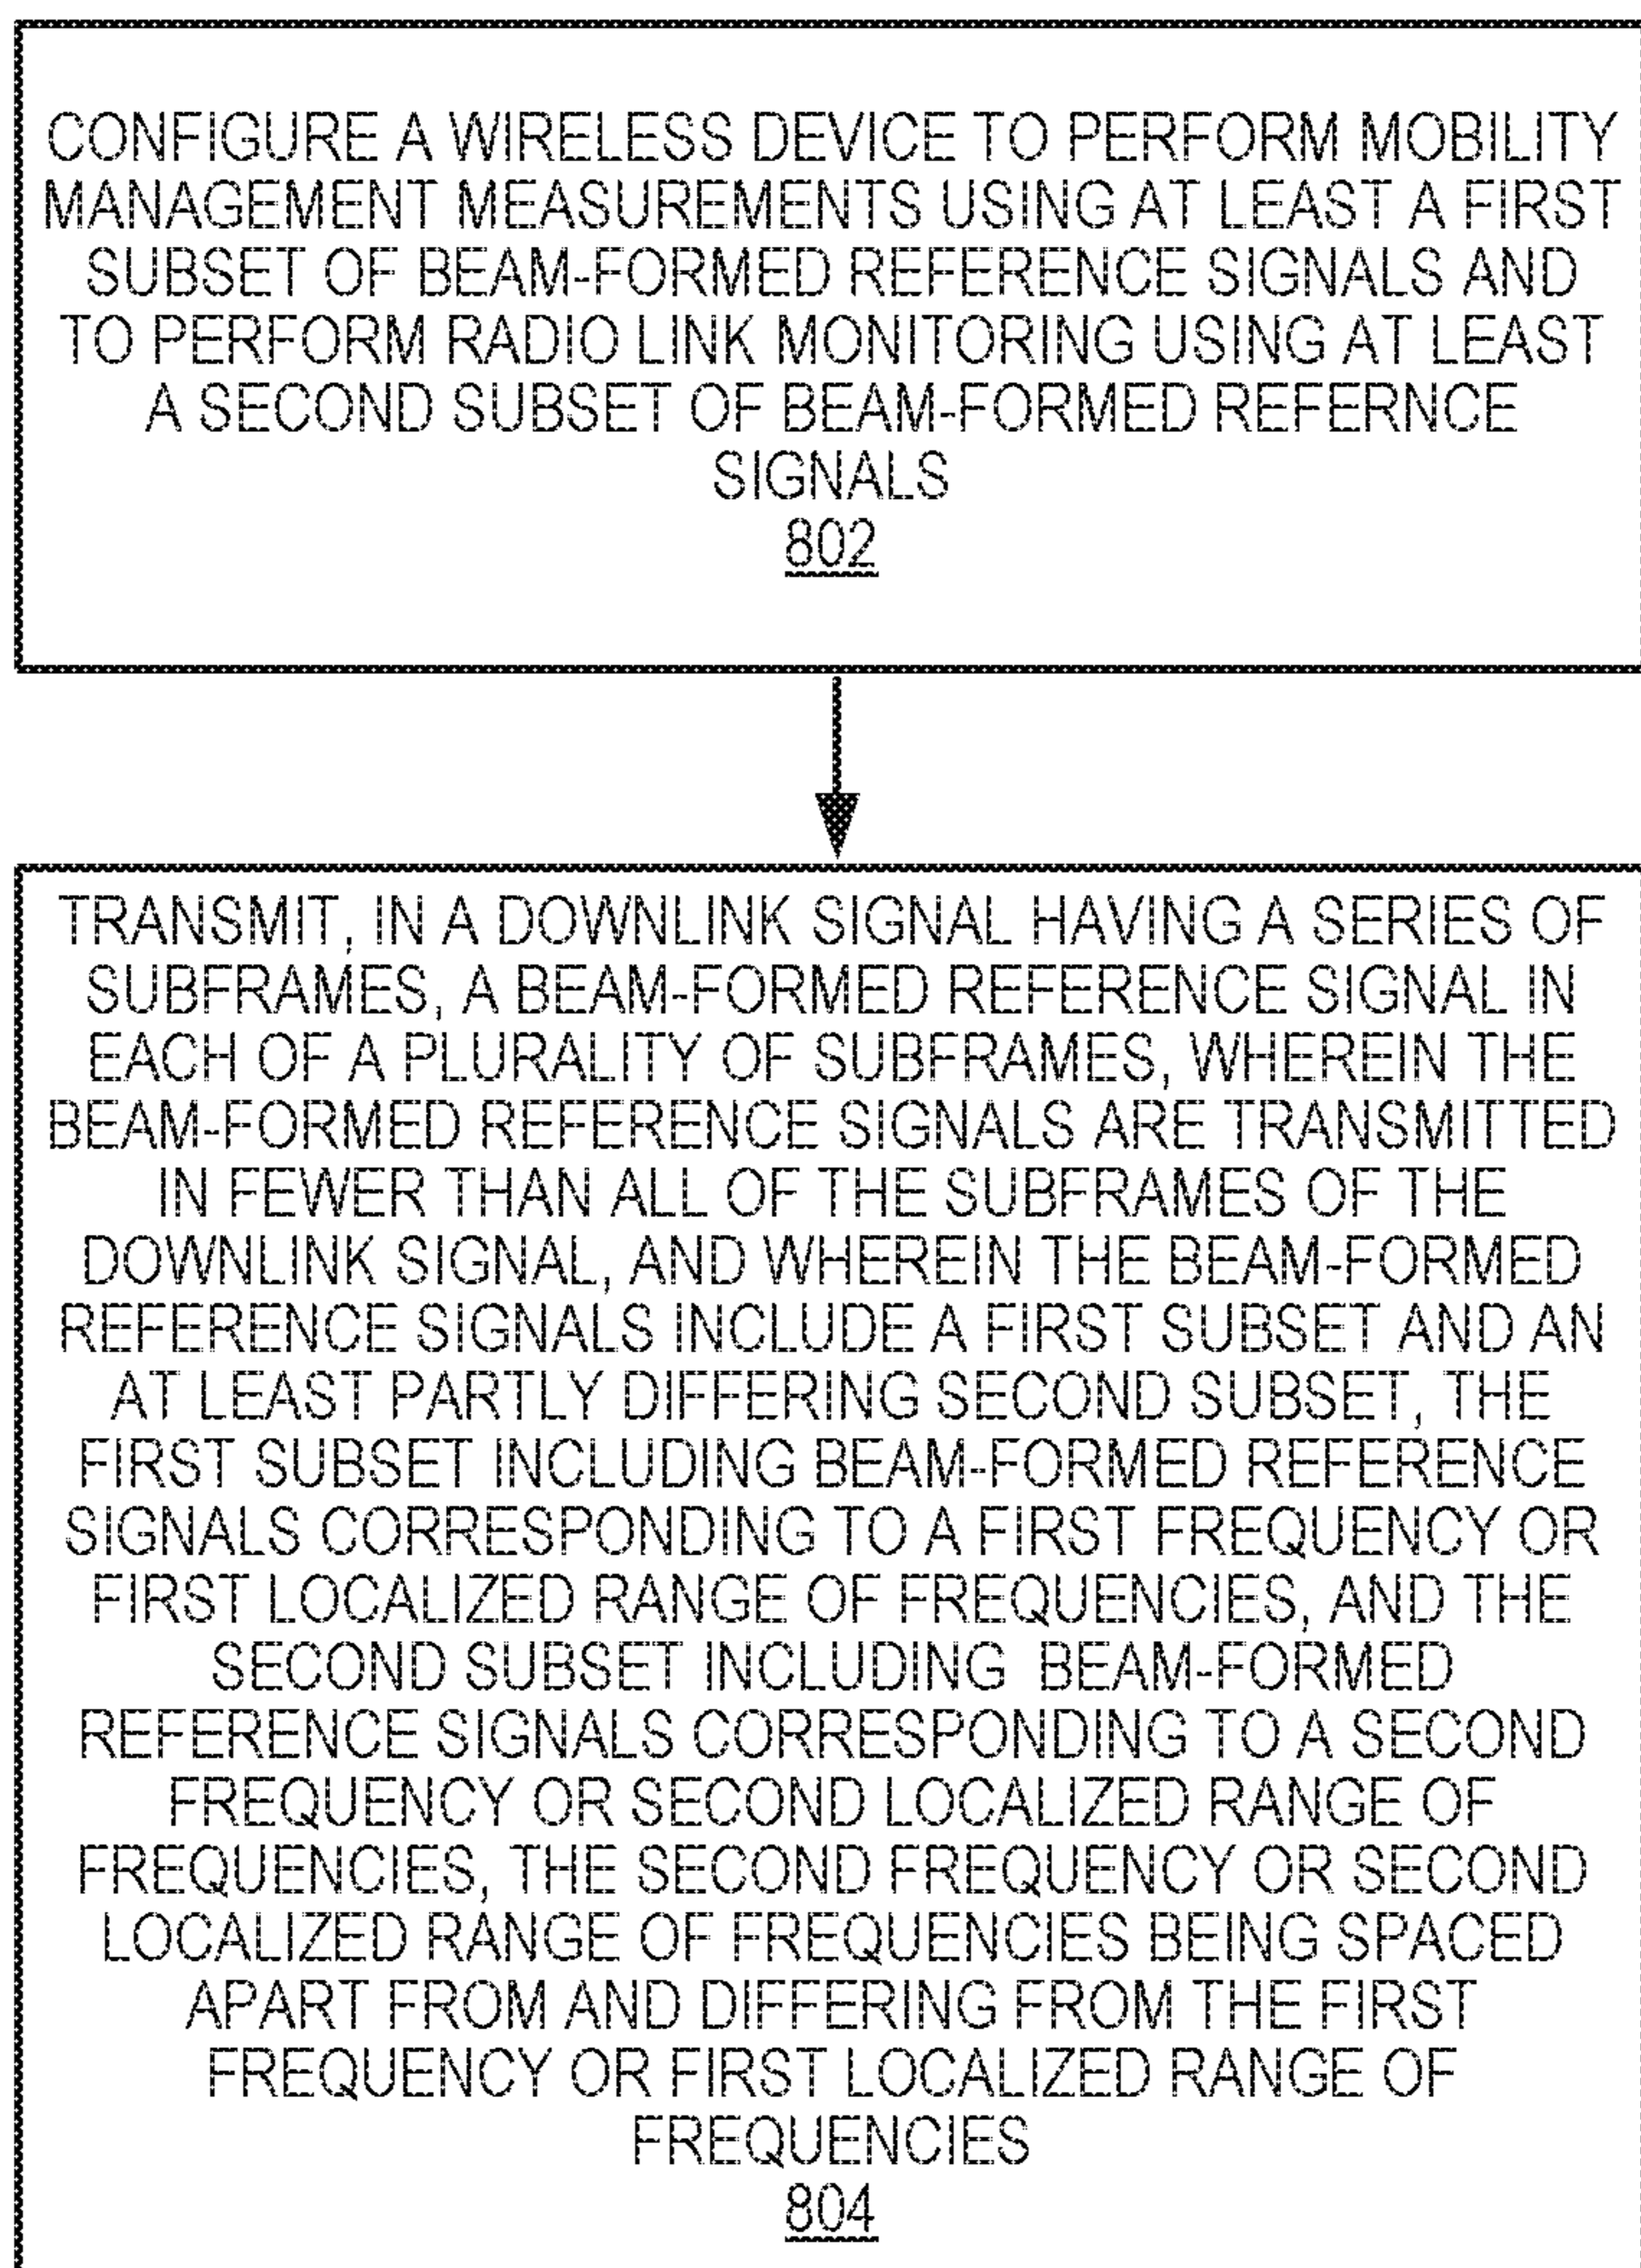 CONFIGURE A WIRELESS DEVICE TO PERFORM MOBILITY
MANAGEMENT MEASUREMENTS USING AT LEAST A FIRST
SUBSET OF BEAM-FORMED REFERENCE SIGNALS AND
TO PERFORM RADIO LINK MONITORING USING AT LEAST
A SECOND SUBSET OF BEAM-FORMED REFERNCE
SIGNALS
802
TRANSMIT, IN A DOWNLINK SIGNAL HAVING A SERIES OF
SUBFRAMES, A BEAM-FORMED REFERENCE SIGNAL IN
EACH OF A PLURALITY OF SUBFRAMES, WHEREIN THE
BEAM-FORMED REFERENCE SIGNALS ARE TRANSMITTED
IN FEWER THAN ALL OF THE SUBFRAMES OF THE
DOWNLINK SIGNAL, AND WHEREIN THE BEAM-FORMED
REFERENCE SIGNALS INCLUDE A FIRST SUBSET AND AN
AT LEAST PARTLY DIFFERING SECOND SUBSET, THE
FIRST SUBSET INCLUDING BEAM-FORMED REFERENCE
SIGNALS CORRESPONDING TO A FIRST FREQUENCY OR
FIRST LOCALIZED RANGE OF FREQUENCIES, AND THE
SECOND SUBSET INCLUDING BEAM-FORMED
REFERENCE SIGNALS CORRESPONDING TO A SECOND
FREQUENCY OR SECOND LOCALIZED RANGE OF
FREQUENCIES, THE SECOND FREQUENCY OR SECOND
LOCALIZED RANGE OF FREQUENCIES BEING SPACED
APART FROM AND DIFFERING FROM THE FIRST
FREQUENCY OR FIRST LOCALIZED RANGE OF
FREQUENCIES
804